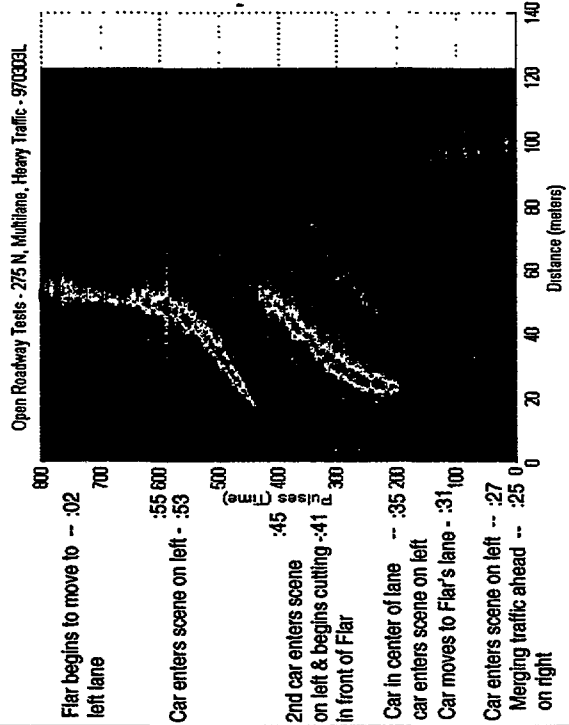 Open Roadway Tests - 275 N, Multilane, Heavy Traffic - 970303L
800
700
600
500
400
300
200
100
0
Pulses (Time)
0
20
40
60
80
100
120
140
Distance (meters)
Flar begins to move to -- :02
left lane
:55
Car enters scene on left - :53
:45
2nd car enters scene
on left & begins cutting -:41
in front of Flar
Car in center of lane -- :35
car enters scene on left
Car moves to Flar's lane - :31
Car enters scene on left -- :27
Merging traffic ahead -- :25
on right